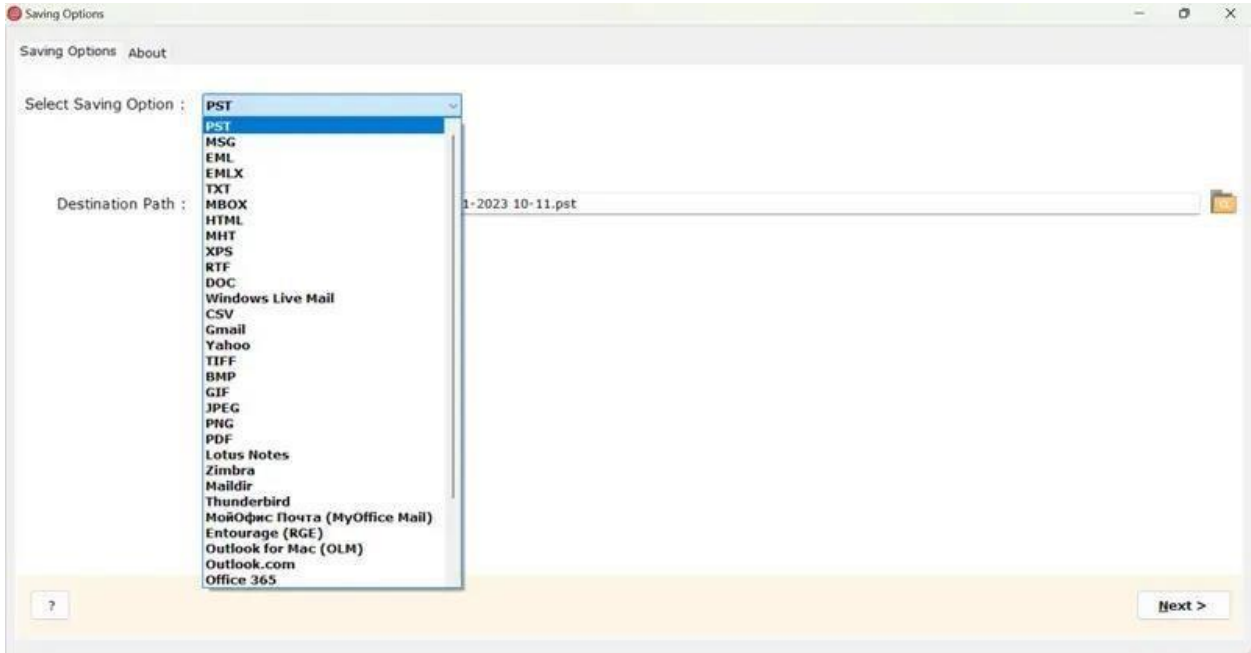 Saving Options
Saving Options About
Select Saving Option : PST
PST
MSG
EML
EMLX
TXT
Destination Path : MBOX 1-2023 10-11.pst
HTML
MHT
XPS
RTF
DOC
Windows Live Mail
CSV
Gmail
Yahoo
TIFF
BMP
GIF
JPEG
PNG
PDF
Lotus Notes
Zimbra
Maildir
Thunderbird
МойОфис Почта (MyOffice Mail)
Entourage (RGE)
Outlook for Mac (OLM)
Outlook.com
Office 365
? Next >